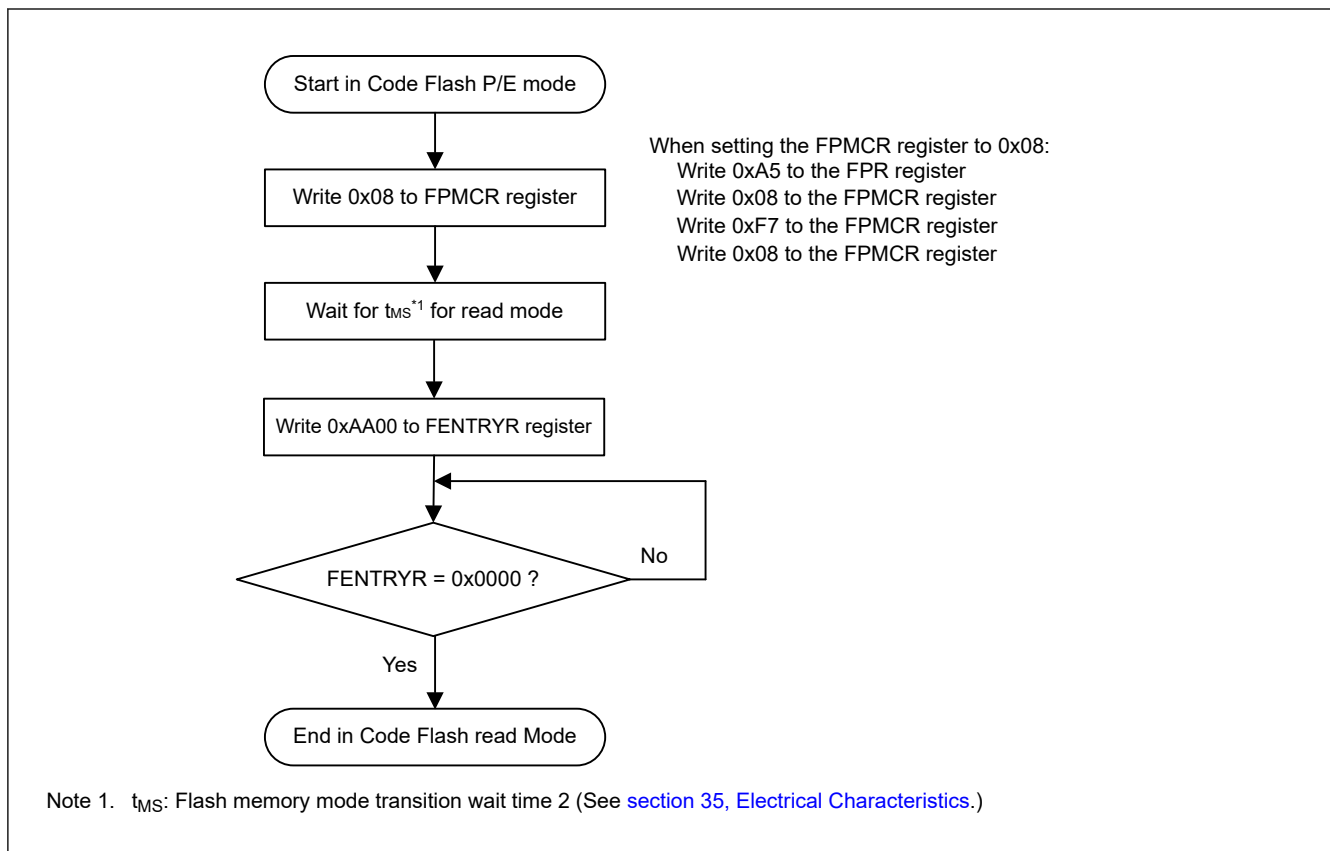 Start in Code Flash P/E mode
When setting the FPMCR register to 0x08:
Write 0xA5 to the FPR register
Write 0x08 to FPMCR register
Write 0x08 to the FPMCR register
Write 0xF7 to the FPMCR register
Write 0x08 to the FPMCR register
Wait for tMS*1 for read mode
Write 0xAA00 to FENTRYR register
No
FENTRYR = 0x0000 ?
Yes
End in Code Flash read Mode
Note 1. tMS: Flash memory mode transition wait time 2 (See section 35, Electrical Characteristics.)